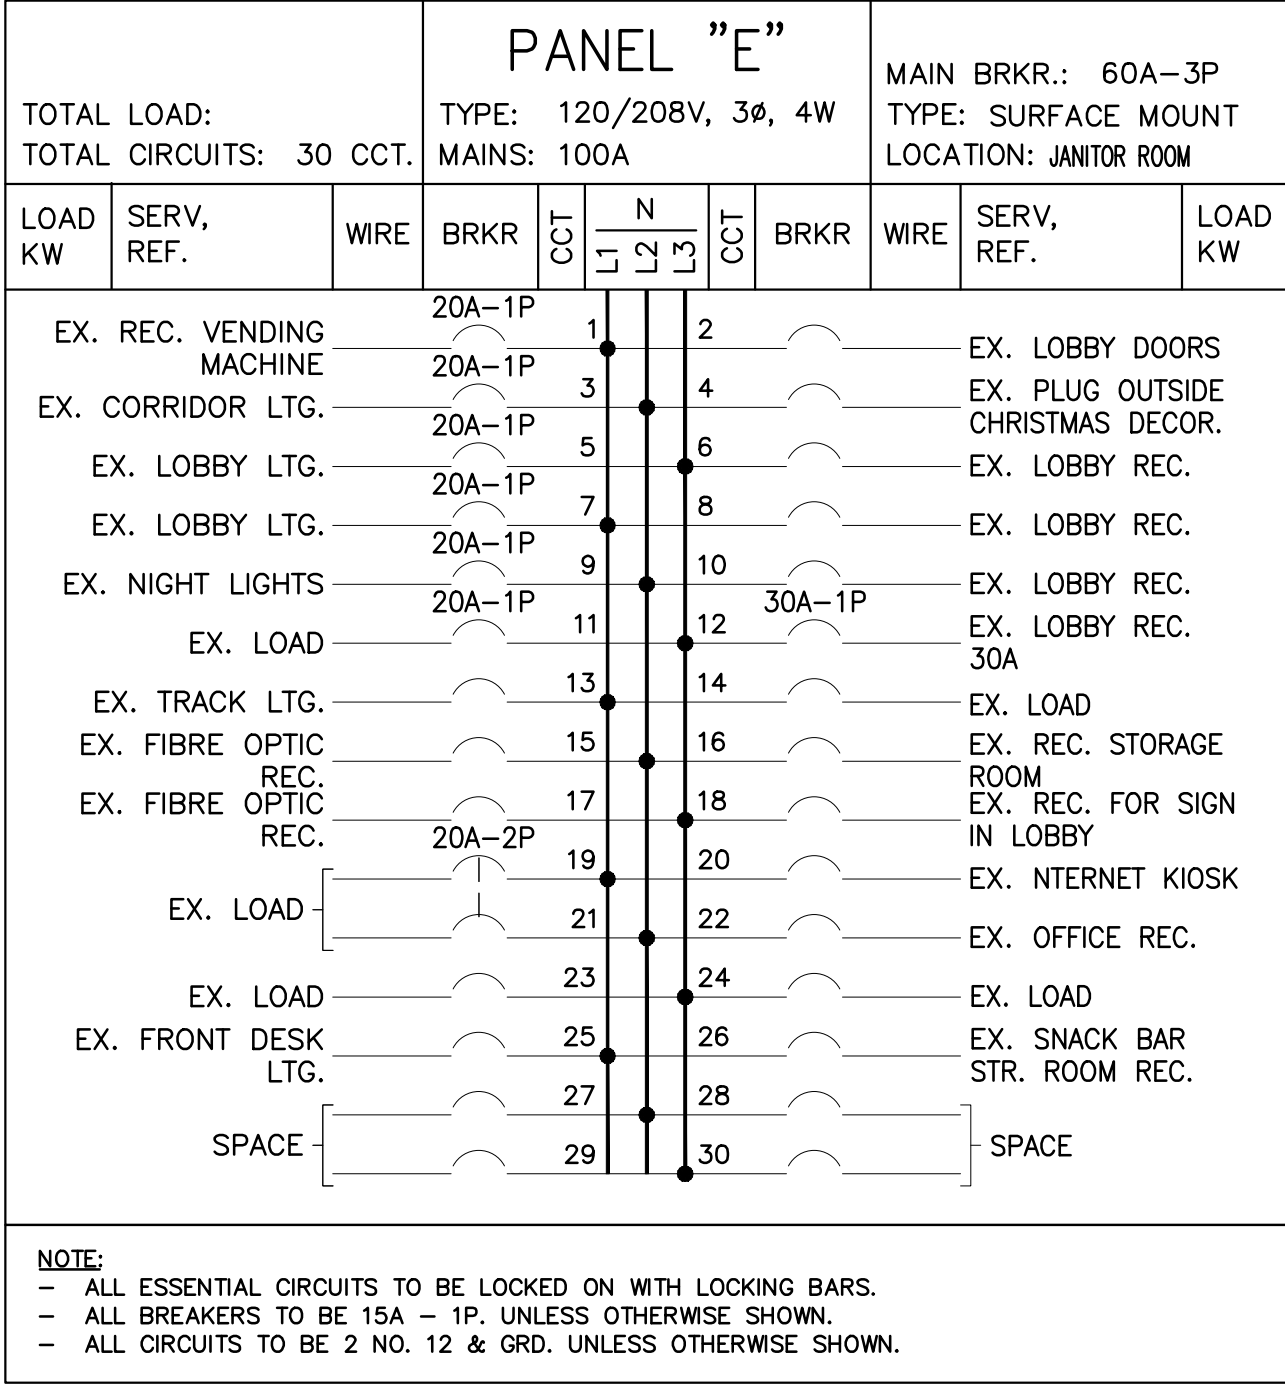 PANEL "E"
TOTAL LOAD:
TOTAL CIRCUITS: 30 CCT.
TYPE: 120/208V, 3ø, 4W
MAINS: 100A
MAIN BRKR.: 60A-3P
TYPE: SURFACE MOUNT
LOCATION: JANITOR ROOM
LOAD KW
SERV, REF.
WIRE
BRKR
CCT
N
L1 L2 L3
CCT
BRKR
WIRE
SERV, REF.
LOAD KW
20A-1P
EX. REC. VENDING
MACHINE
1
2
EX. LOBBY DOORS
20A-1P
EX. CORRIDOR LTG.
3
4
EX. PLUG OUTSIDE
CHRISTMAS DECOR.
20A-1P
EX. LOBBY LTG.
5
6
EX. LOBBY REC.
20A-1P
EX. LOBBY LTG.
7
8
EX. LOBBY REC.
20A-1P
EX. NIGHT LIGHTS
9
10
EX. LOBBY REC.
20A-1P
EX. LOAD
11
12
30A-1P
EX. LOBBY REC.
30A
EX. TRACK LTG.
13
14
EX. LOAD
EX. FIBRE OPTIC
REC.
15
16
EX. REC. STORAGE
ROOM
EX. FIBRE OPTIC
REC.
17
18
EX. REC. FOR SIGN
IN LOBBY
20A-2P
EX. LOAD
19
20
EX. NTERNET KIOSK
21
22
EX. OFFICE REC.
EX. LOAD
23
24
EX. LOAD
EX. FRONT DESK
LTG.
25
26
EX. SNACK BAR
STR. ROOM REC.
27
28
SPACE
SPACE
29
30
NOTE:
- ALL ESSENTIAL CIRCUITS TO BE LOCKED ON WITH LOCKING BARS.
- ALL BREAKERS TO BE 15A - 1P. UNLESS OTHERWISE SHOWN.
- ALL CIRCUITS TO BE 2 NO. 12 & GRD. UNLESS OTHERWISE SHOWN.